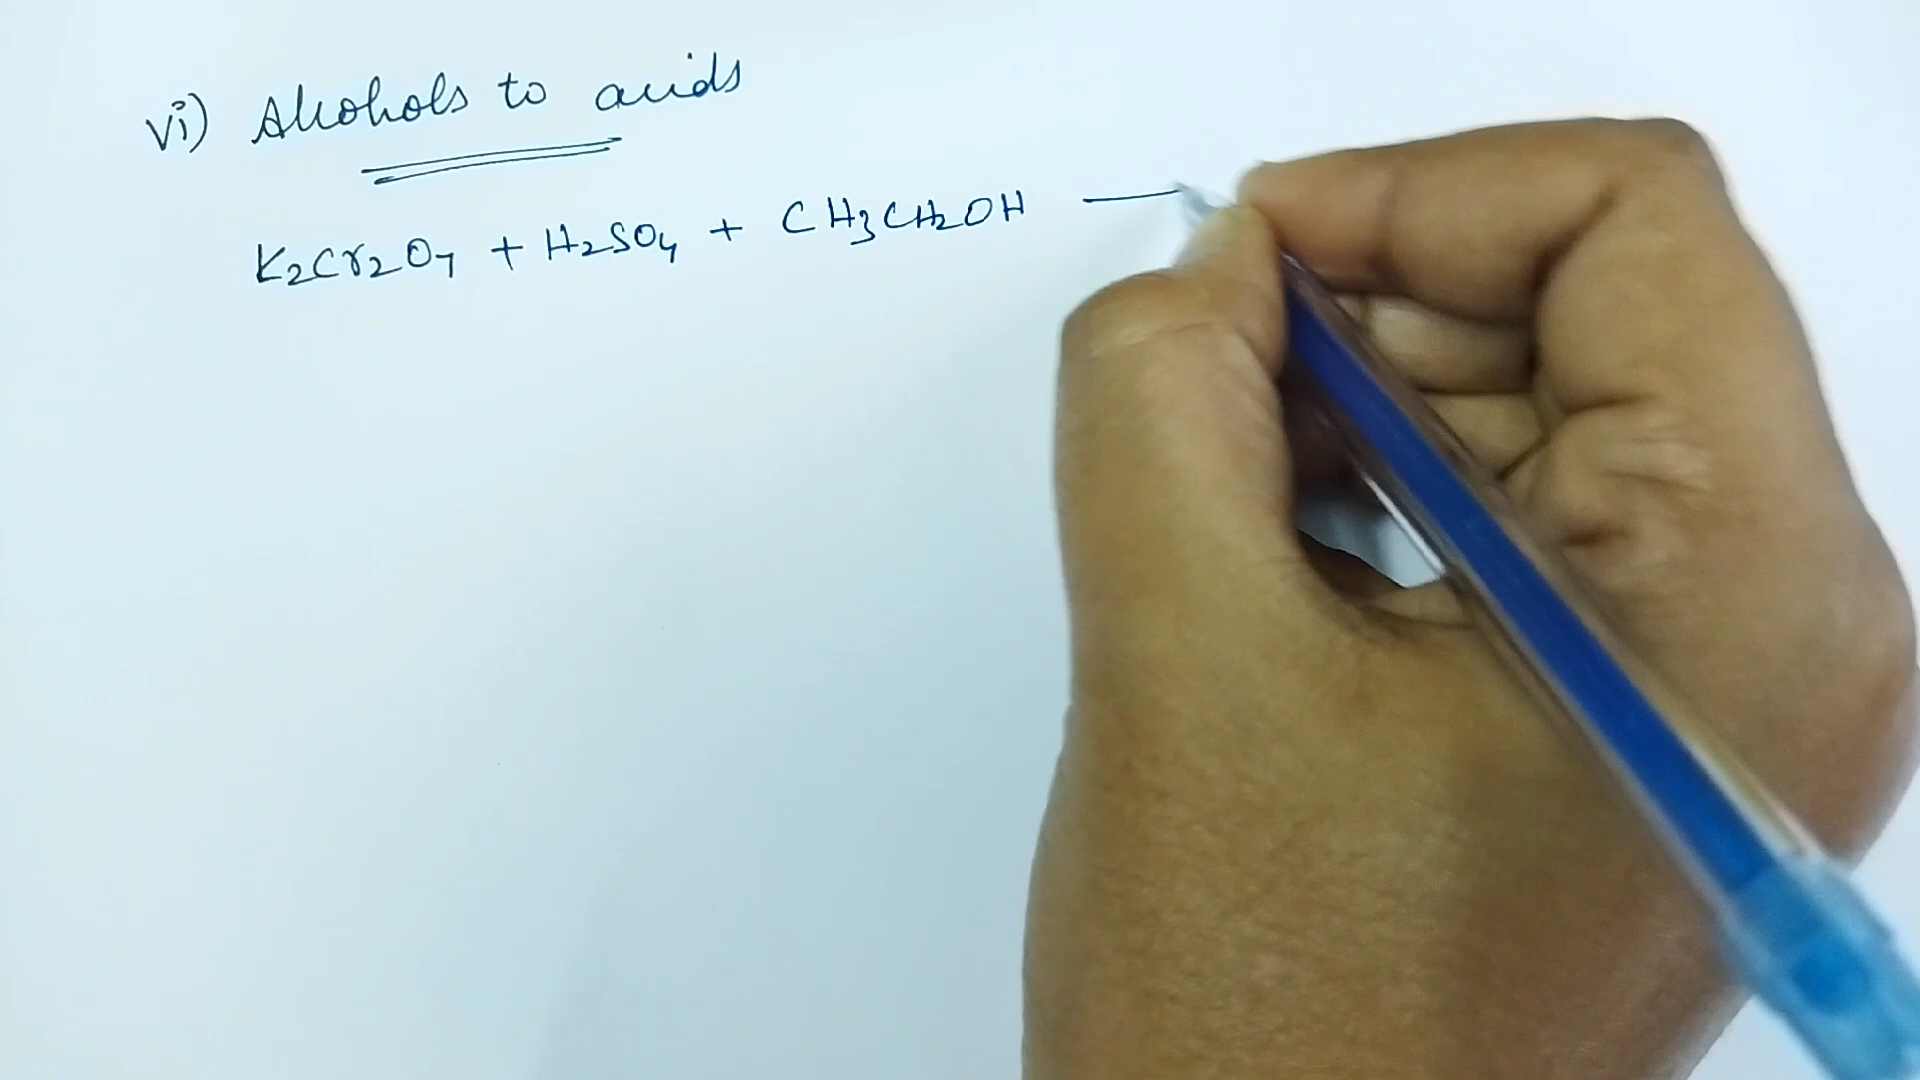 vi) Alcohols to acids
K2Cr2O7 + H2SO4 + CH3CH2OH —